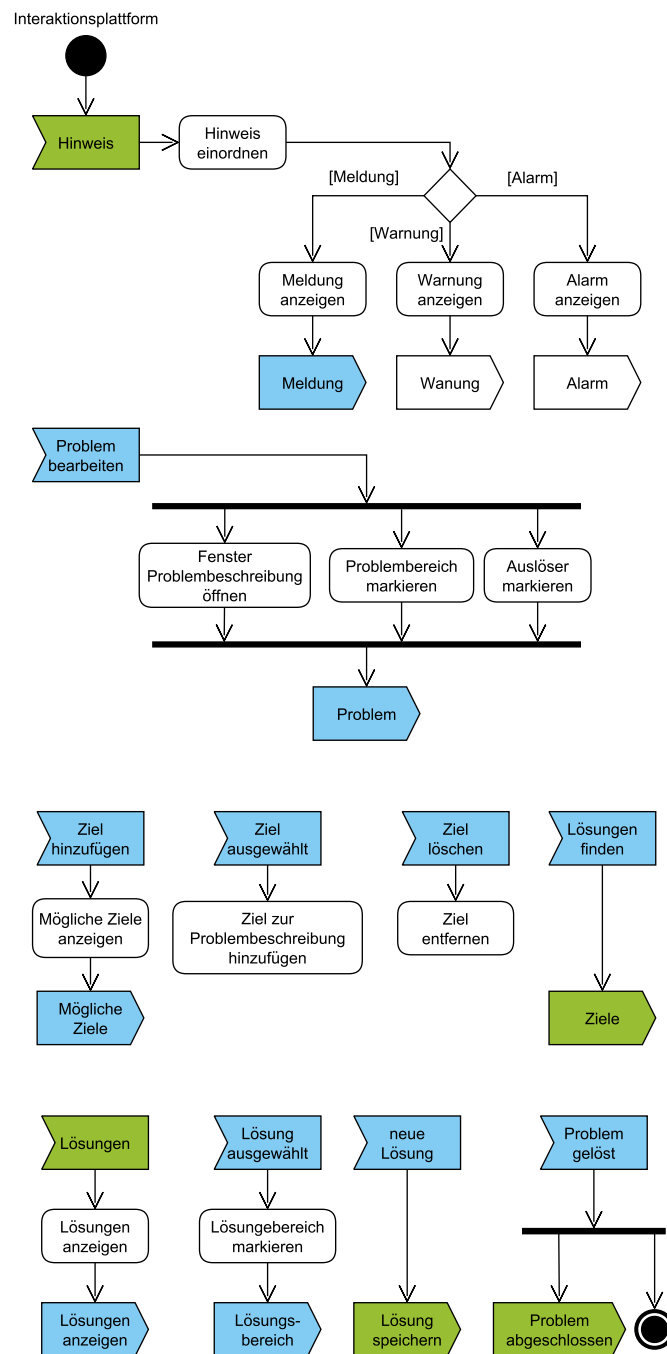 Interaktionsplattform
Hinweis
Hinweis
einordnen
[Meldung]
[Alarm]
[Warnung]
Meldung
anzeigen
Warnung
anzeigen
Alarm
anzeigen
Meldung
Wanung
Alarm
Problem
bearbeiten
Fenster
Problembeschreibung
öffnen
Problembereich
markieren
Auslöser
markieren
Problem
Ziel
hinzufügen
Ziel
ausgewählt
Ziel
löschen
Lösungen
finden
Mögliche Ziele
anzeigen
Ziel zur
Problembeschreibung
hinzufügen
Ziel
entfernen
Mögliche
Ziele
Ziele
Lösungen
Lösung
ausgewählt
neue
Lösung
Problem
gelöst
Lösungen
anzeigen
Lösungebereich
markieren
Lösungen
anzeigen
Lösungs-
bereich
Lösung
speichern
Problem
abgeschlossen